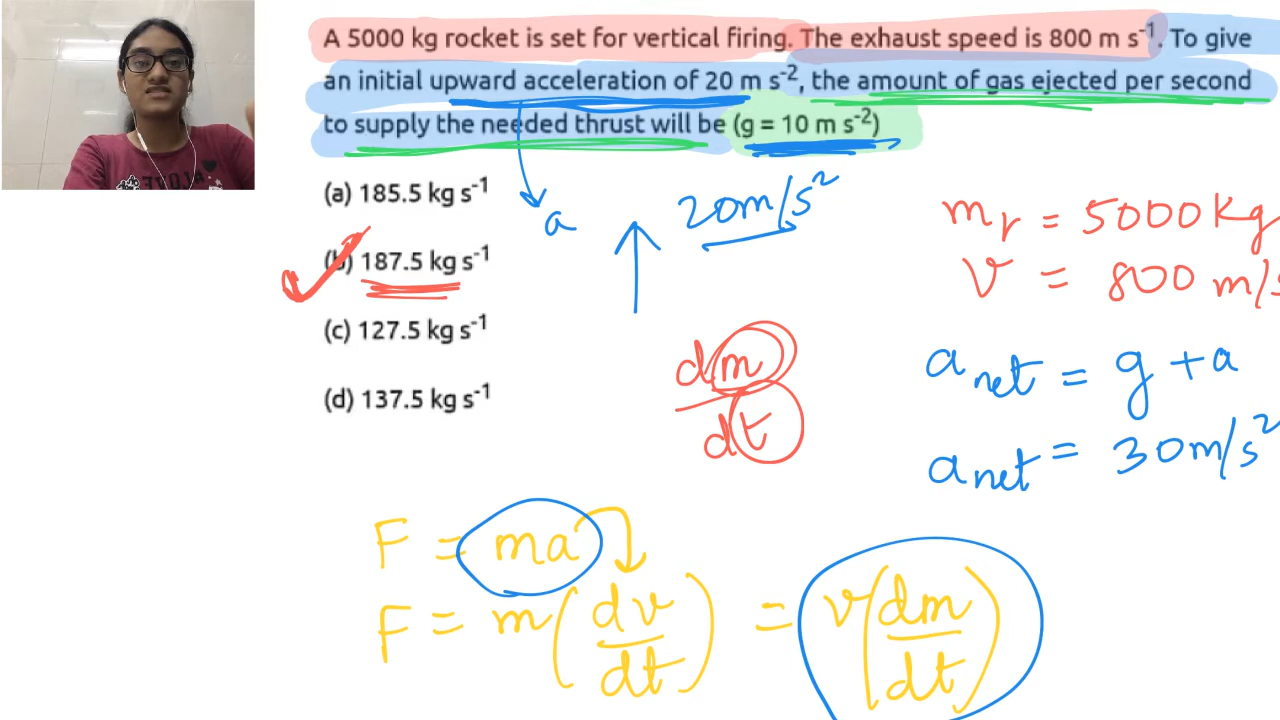 A 5000 kg rocket is set for vertical firing. The exhaust speed is 800 m s⁻¹. To give
an initial upward acceleration of 20 m s⁻², the amount of gas ejected per second
to supply the needed thrust will be (g = 10 m s⁻²)
(a) 185.5 kg s⁻¹
(b) 187.5 kg s⁻¹
(c) 127.5 kg s⁻¹
(d) 137.5 kg s⁻¹
a
20m/s²
m_r = 5000 kg
v = 800 m/s
dm/dt
a_net = g + a
a_net = 30m/s²
F = ma
F = m(dv/dt) = v(dm/dt)